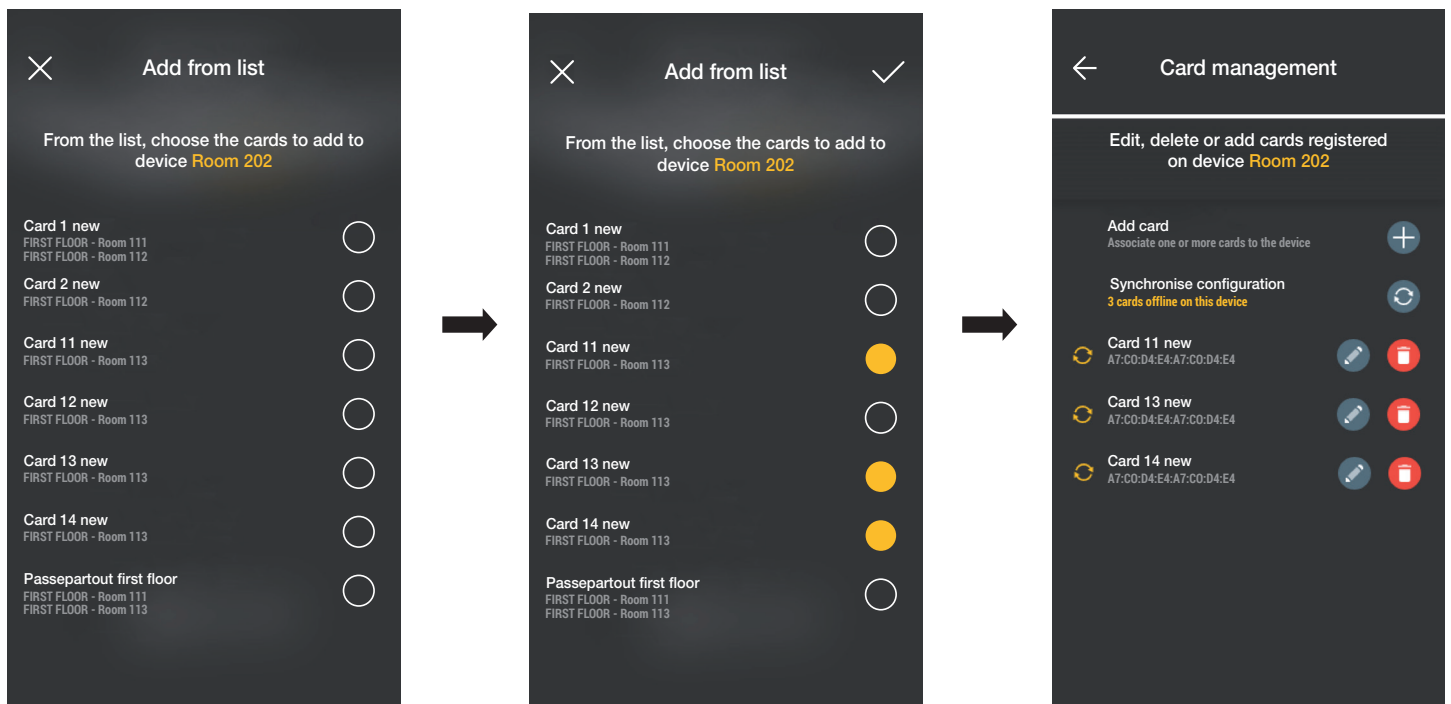 Add from list
From the list, choose the cards to add to
device Room 202
Card 1 new
FIRST FLOOR - Room 111
FIRST FLOOR - Room 112
Card 2 new
FIRST FLOOR - Room 112
Card 11 new
FIRST FLOOR - Room 113
Card 12 new
FIRST FLOOR - Room 113
Card 13 new
FIRST FLOOR - Room 113
Card 14 new
FIRST FLOOR - Room 113
Passepartout first floor
FIRST FLOOR - Room 111
FIRST FLOOR - Room 113
Add from list
From the list, choose the cards to add to
device Room 202
Card 1 new
FIRST FLOOR - Room 111
FIRST FLOOR - Room 112
Card 2 new
FIRST FLOOR - Room 112
Card 11 new
FIRST FLOOR - Room 113
Card 12 new
FIRST FLOOR - Room 113
Card 13 new
FIRST FLOOR - Room 113
Card 14 new
FIRST FLOOR - Room 113
Passepartout first floor
FIRST FLOOR - Room 111
FIRST FLOOR - Room 113
Card management
Edit, delete or add cards registered
on device Room 202
Add card
Associate one or more cards to the device
Synchronise configuration
3 cards offline on this device
Card 11 new
A7:C0:D4:E4:A7:C0:D4:E4
Card 13 new
A7:C0:D4:E4:A7:C0:D4:E4
Card 14 new
A7:C0:D4:E4:A7:C0:D4:E4